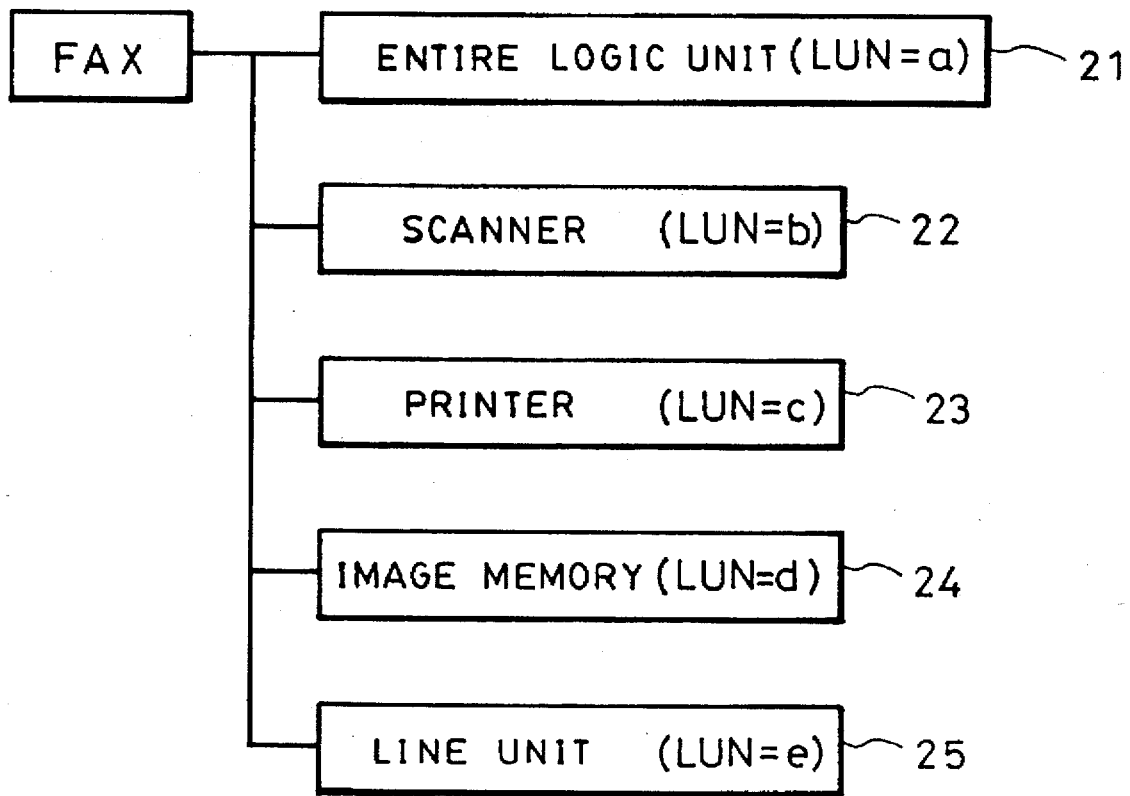 FAX ENTIRE LOGIC UNIT (LUN=a) 21
SCANNER (LUN=b) 22
PRINTER (LUN=c) 23
IMAGE MEMORY (LUN=d) 24
LINE UNIT (LUN=e) 25